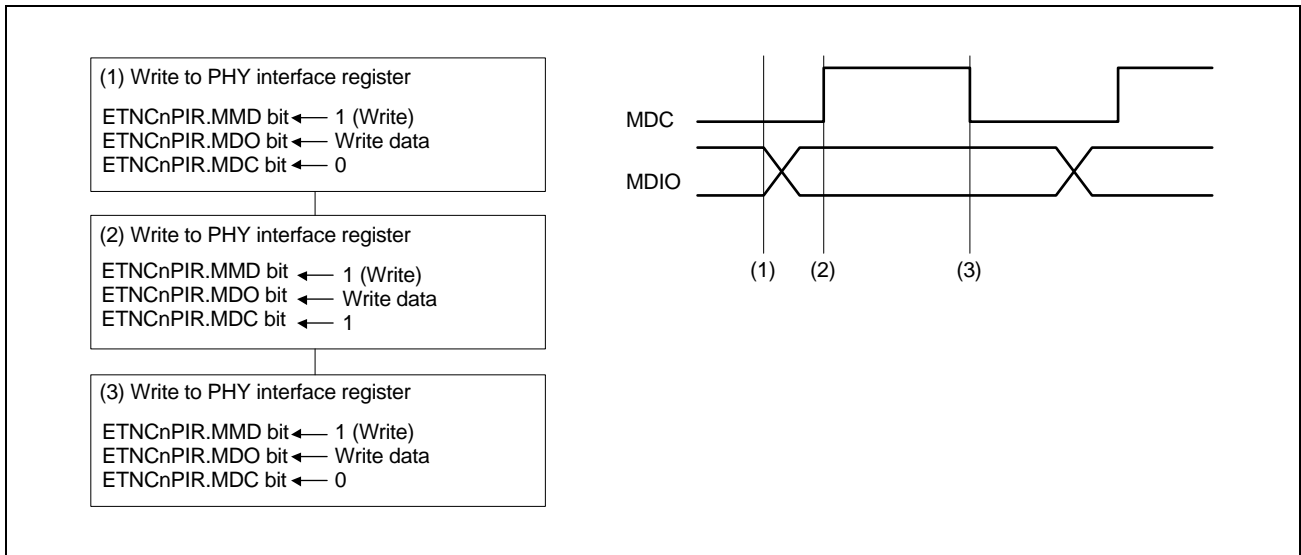 (1) Write to PHY interface register
ETNCnPIR.MMD bit 1 (Write)
ETNCnPIR.MDO bit Write data
ETNCnPIR.MDC bit 0
(2) Write to PHY interface register
ETNCnPIR.MMD bit 1 (Write)
ETNCnPIR.MDO bit Write data
ETNCnPIR.MDC bit 1
(3) Write to PHY interface register
ETNCnPIR.MMD bit 1 (Write)
ETNCnPIR.MDO bit Write data
ETNCnPIR.MDC bit 0
MDC
MDIO
(1) (2) (3)